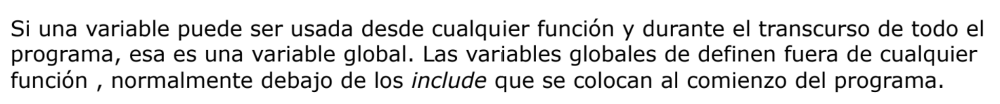 Si una variable puede ser usada desde cualquier función y durante el transcurso de todo el
programa, esa es una variable global. Las variables globales de definen fuera de cualquier
función , normalmente debajo de los include que se colocan al comienzo del programa.